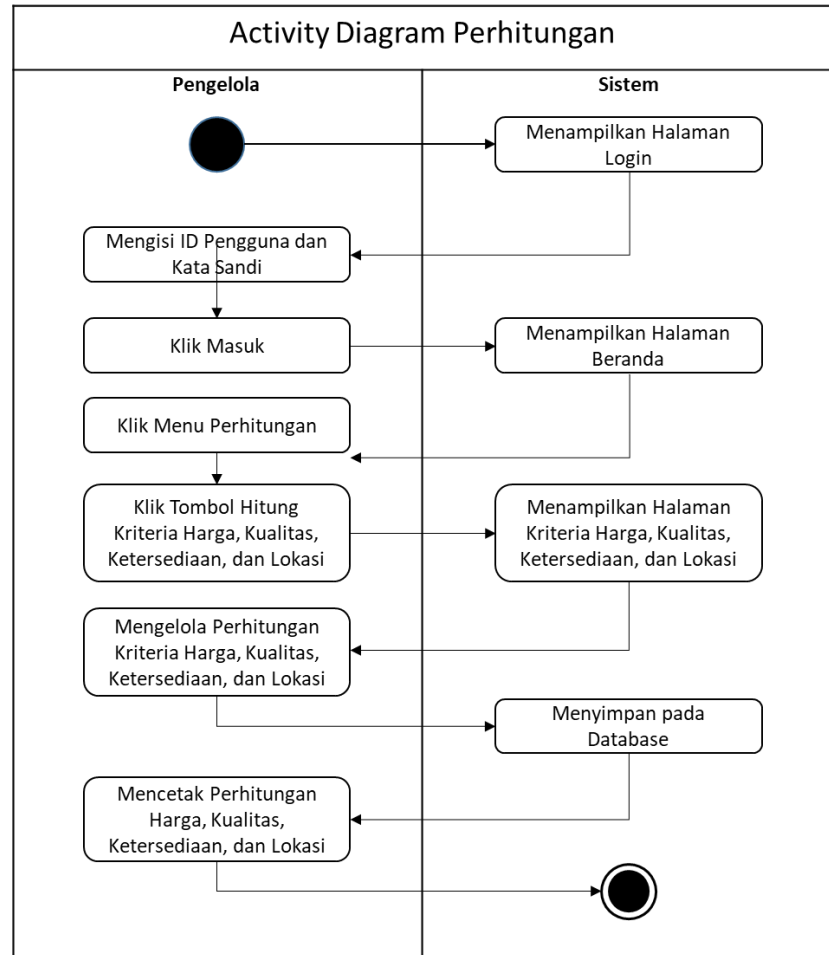 Activity Diagram Perhitungan
Pengelola
Sistem
Menampilkan Halaman
Login
Mengisi ID Pengguna dan
Kata Sandi
Klik Masuk
Menampilkan Halaman
Beranda
Klik Menu Perhitungan
Klik Tombol Hitung
Kriteria Harga, Kualitas,
Ketersediaan, dan Lokasi
Menampilkan Halaman
Kriteria Harga, Kualitas,
Ketersediaan, dan Lokasi
Mengelola Perhitungan
Kriteria Harga, Kualitas,
Ketersediaan, dan Lokasi
Menyimpan pada
Database
Mencetak Perhitungan
Harga, Kualitas,
Ketersediaan, dan Lokasi